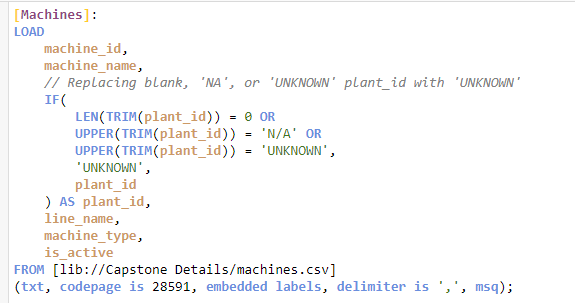 [Machines]:
LOAD
    machine_id,
    machine_name,
    // Replacing blank, 'NA', or 'UNKNOWN' plant_id with 'UNKNOWN'
    IF(
        LEN(TRIM(plant_id)) = 0 OR
        UPPER(TRIM(plant_id)) = 'N/A' OR
        UPPER(TRIM(plant_id)) = 'UNKNOWN',
        'UNKNOWN',
        plant_id
    ) AS plant_id,
    line_name,
    machine_type,
    is_active
FROM [lib://Capstone Details/machines.csv]
(txt, codepage is 28591, embedded labels, delimiter is ',', msq);